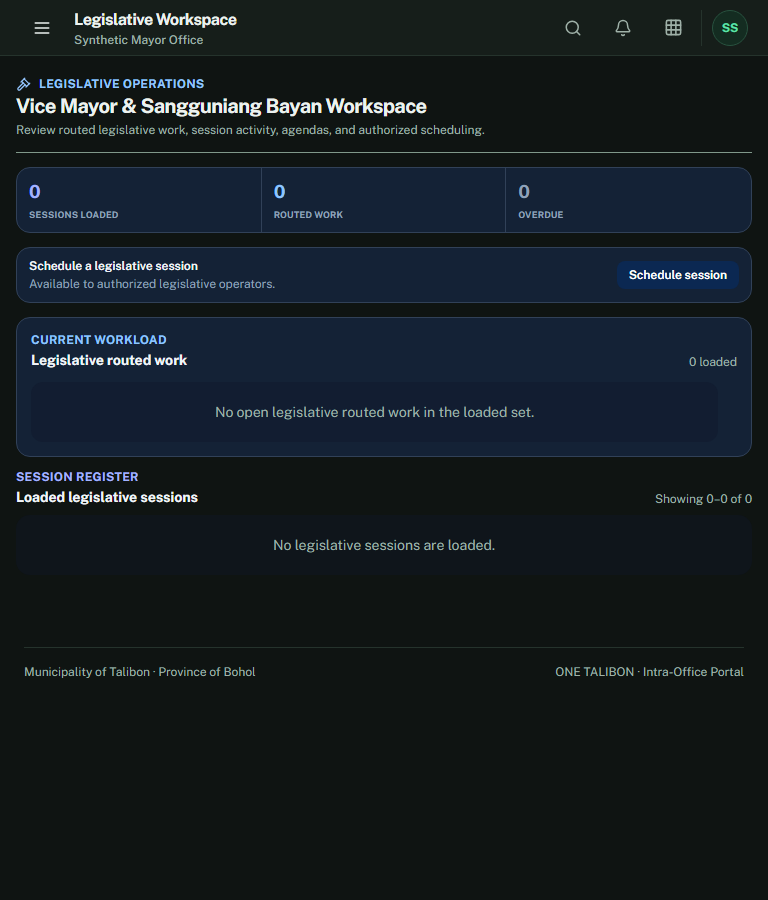 Legislative Workspace
Synthetic Mayor Office
SS
LEGISLATIVE OPERATIONS
Vice Mayor & Sangguniang Bayan Workspace
Review routed legislative work, session activity, agendas, and authorized scheduling.
0
SESSIONS LOADED
0
ROUTED WORK
0
OVERDUE
Schedule a legislative session
Available to authorized legislative operators.
Schedule session
CURRENT WORKLOAD
Legislative routed work
0 loaded
No open legislative routed work in the loaded set.
SESSION REGISTER
Loaded legislative sessions
Showing 0–0 of 0
No legislative sessions are loaded.
Municipality of Talibon · Province of Bohol
ONE TALIBON · Intra-Office Portal